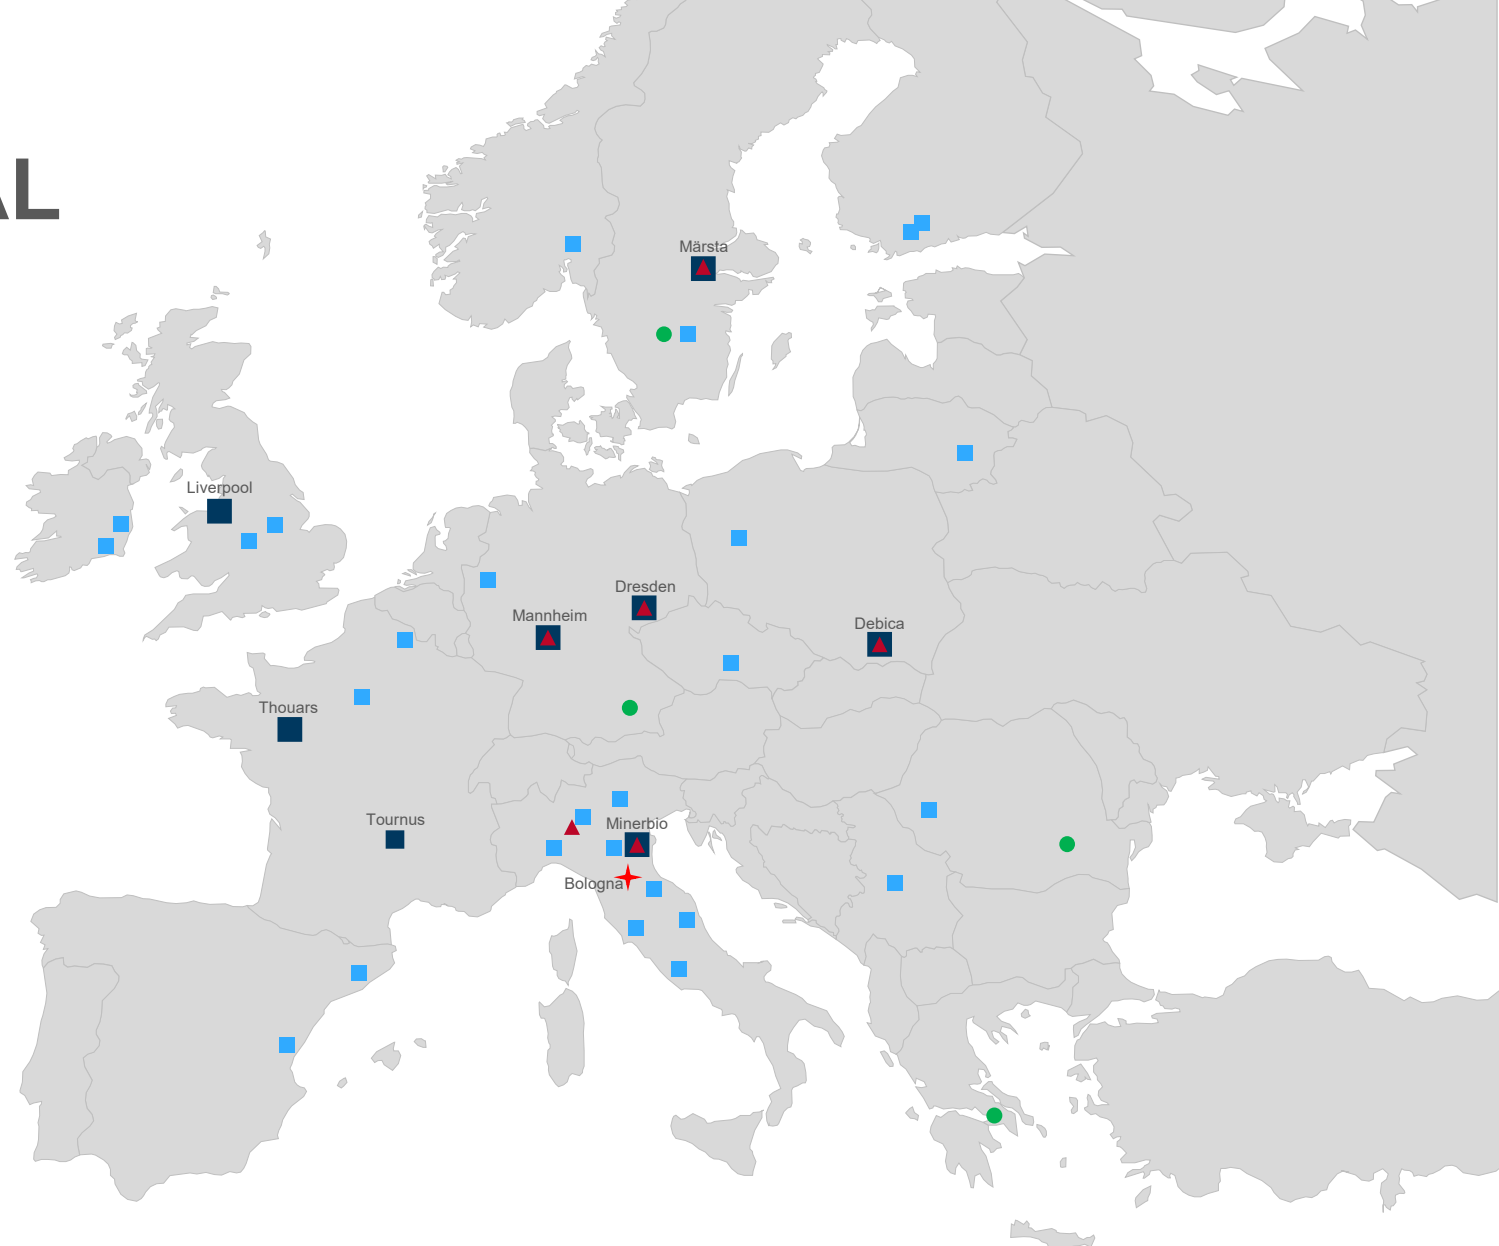 AL
Märsta
Liverpool
Dresden
Mannheim
Debica
Thouars
Tournus
Minerbio
Bologna